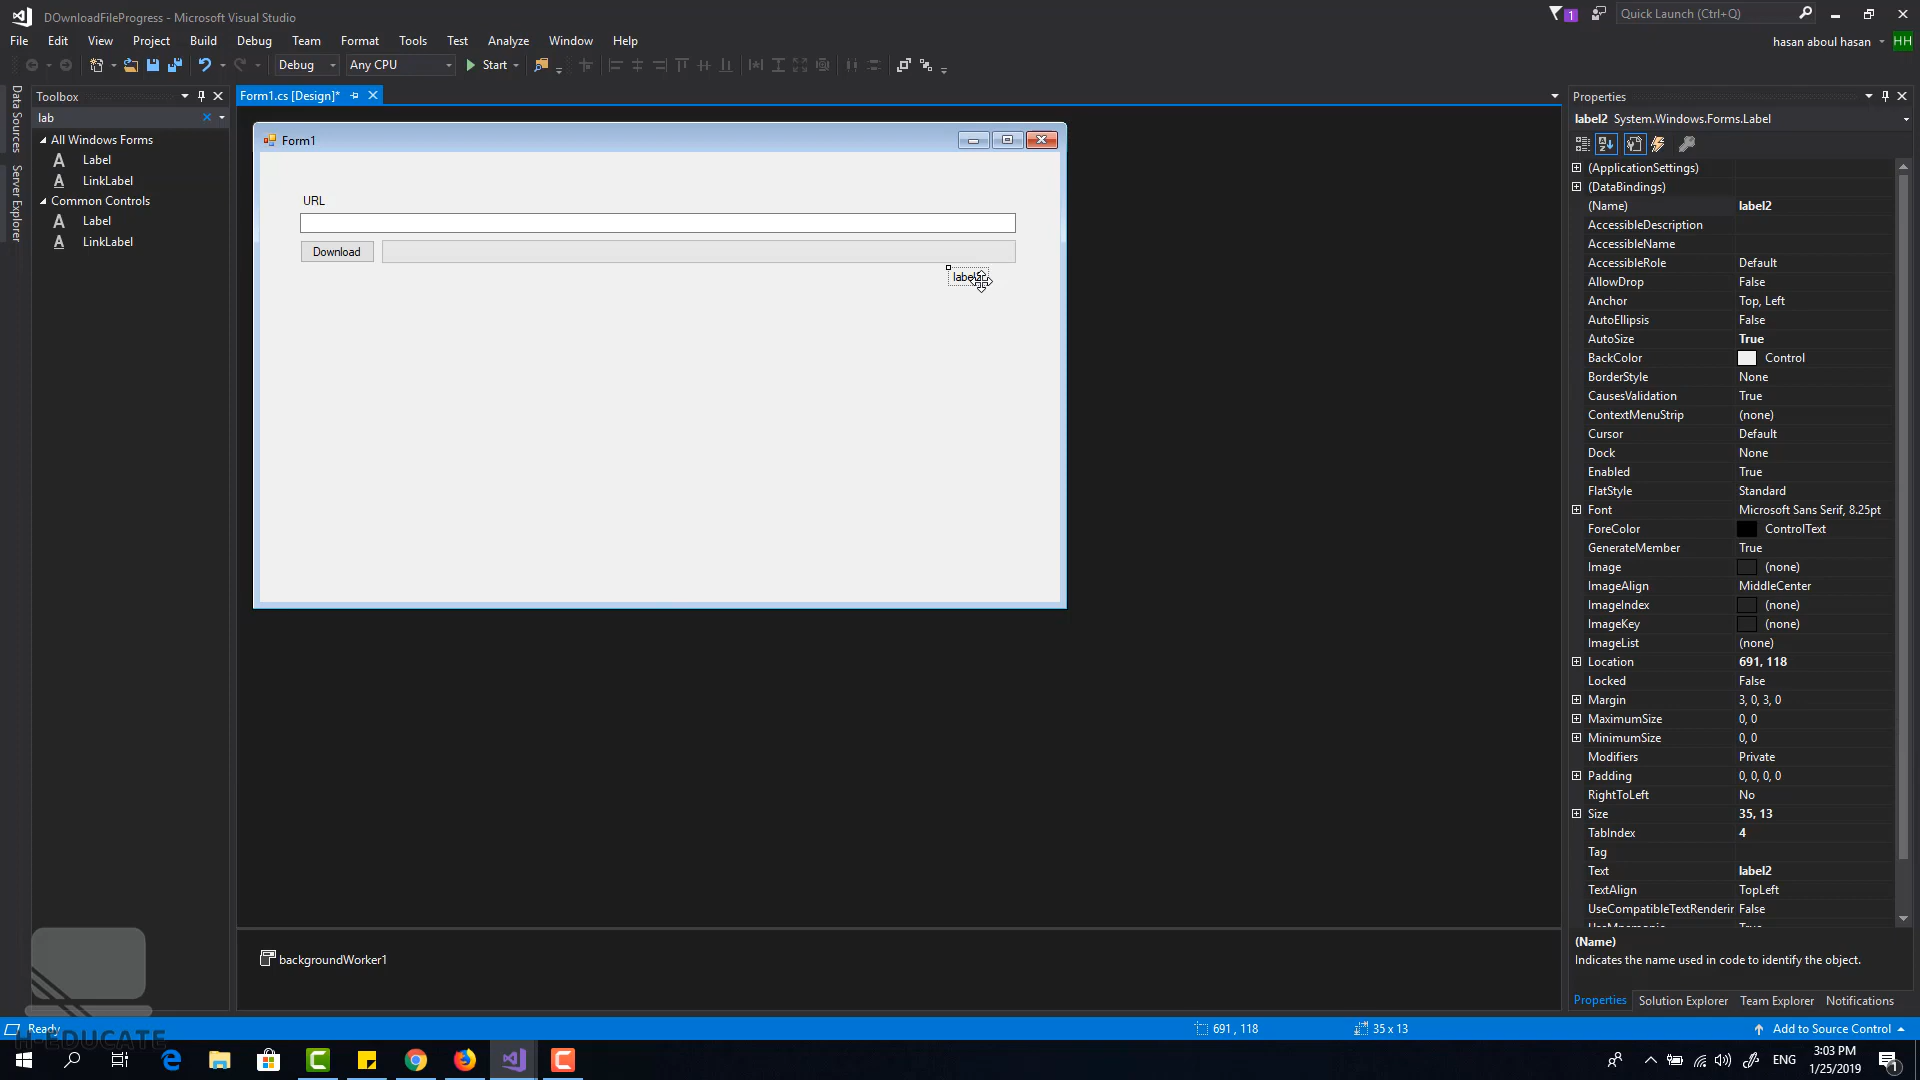 DOwnloadFileProgress - Microsoft Visual Studio
1
Quick Launch (Ctrl+Q)
File Edit View Project Build Debug Team Format Tools Test Analyze Window Help
hasan aboul hasan HH
Debug Any CPU Start
Data Sources
Server Explorer
Toolbox
lab
All Windows Forms
A Label
A LinkLabel
Common Controls
A Label
A LinkLabel
Form1.cs [Design]*
Form1
URL
Download
backgroundWorker1
Properties
label2 System.Windows.Forms.Label
(ApplicationSettings)
(DataBindings)
(Name) label2
AccessibleDescription
AccessibleName
AccessibleRole Default
AllowDrop False
Anchor Top, Left
AutoEllipsis False
AutoSize True
BackColor Control
BorderStyle None
CausesValidation True
ContextMenuStrip (none)
Cursor Default
Dock None
Enabled True
FlatStyle Standard
Font Microsoft Sans Serif, 8.25pt
ForeColor ControlText
GenerateMember True
Image (none)
ImageAlign MiddleCenter
ImageIndex (none)
ImageKey (none)
ImageList (none)
Location 691, 118
Locked False
Margin 3, 0, 3, 0
MaximumSize 0, 0
MinimumSize 0, 0
Modifiers Private
Padding 0, 0, 0, 0
RightToLeft No
Size 35, 13
TabIndex 4
Tag
Text label2
TextAlign TopLeft
UseCompatibleTextRenderin False
(Name)
Indicates the name used in code to identify the object.
Properties Solution Explorer Team Explorer Notifications
Ready 691 , 118 35 x 13 Add to Source Control
H-EDUCATE
ENG
3:03 PM
1/25/2019
1